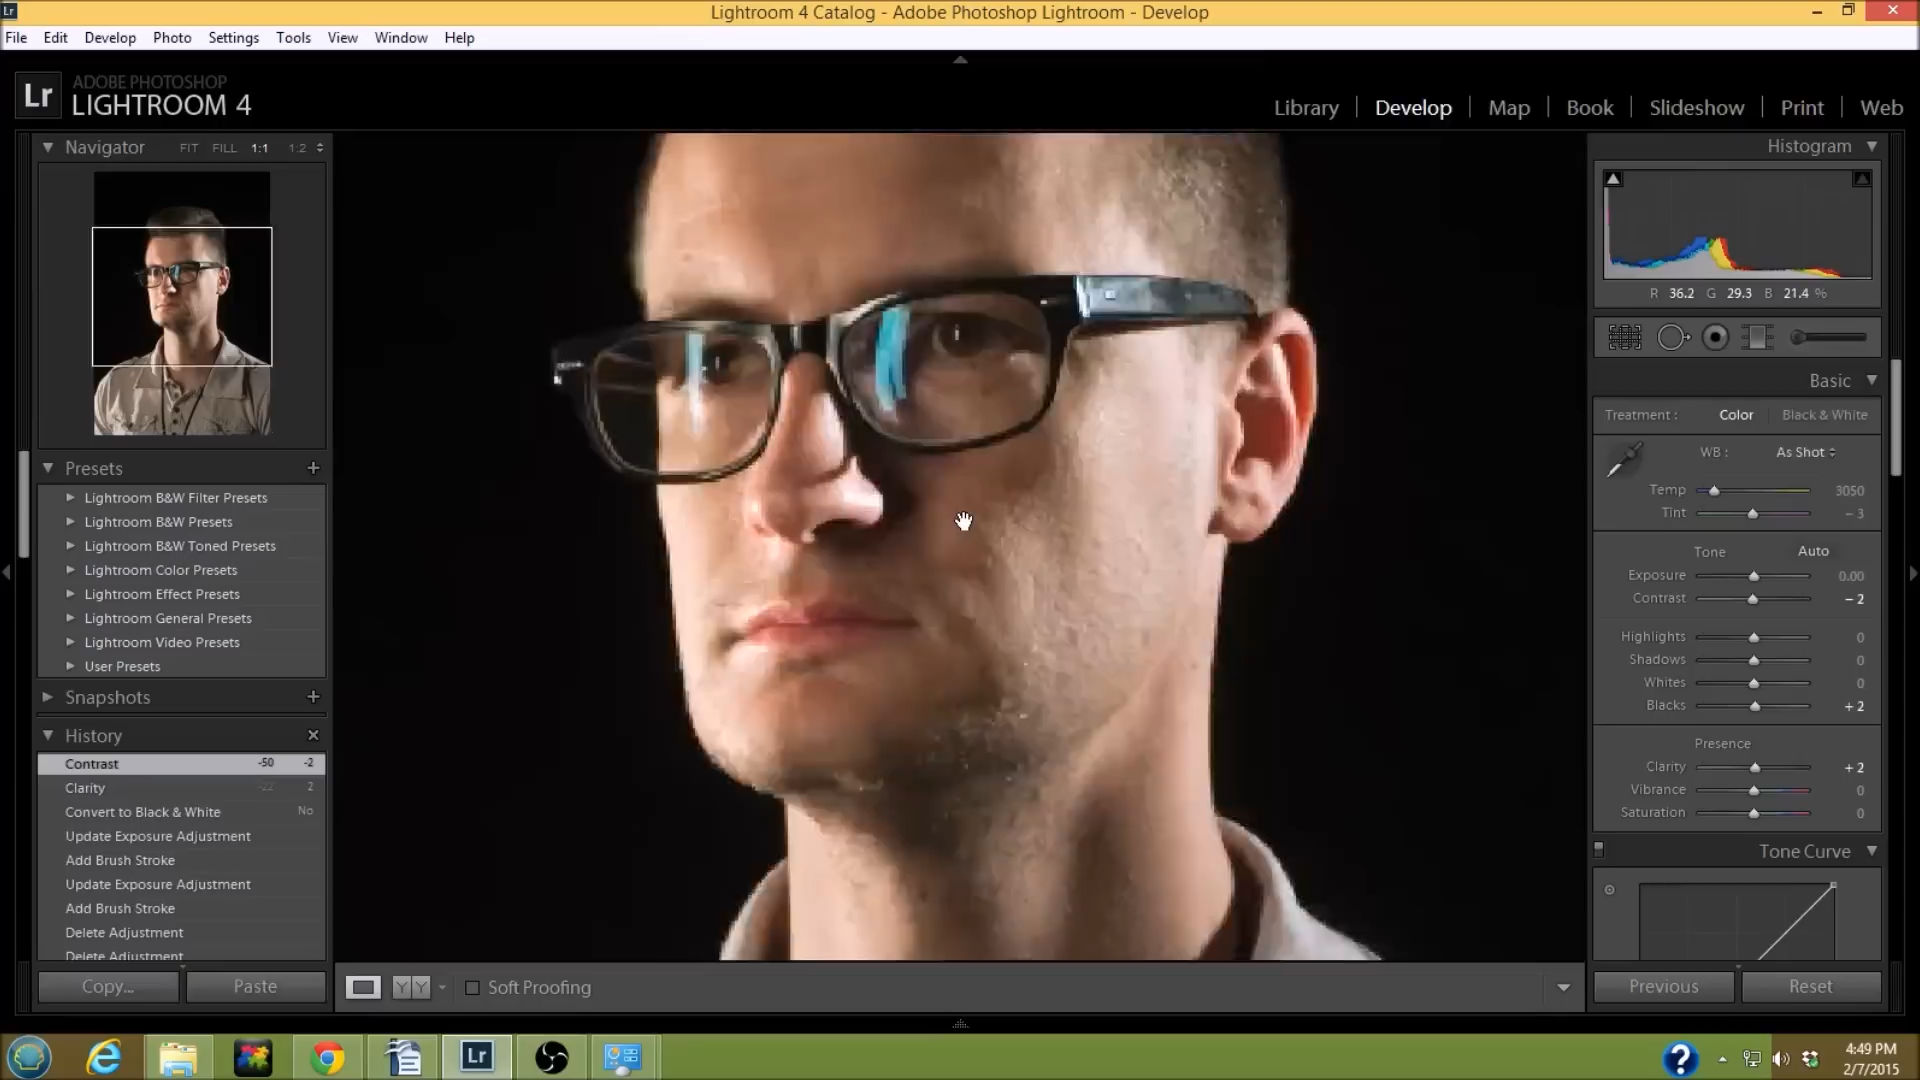 Lr
Lightroom 4 Catalog - Adobe Photoshop Lightroom - Develop
File Edit Develop Photo Settings Tools View Window Help
Lr
ADOBE PHOTOSHOP
LIGHTROOM 4
Library Develop Map Book Slideshow Print Web
Navigator FIT FILL 1:1 1:2
Presets +
Lightroom B&W Filter Presets
Lightroom B&W Presets
Lightroom B&W Toned Presets
Lightroom Color Presets
Lightroom Effect Presets
Lightroom General Presets
Lightroom Video Presets
User Presets
Snapshots +
History
Contrast -50 -2
Clarity -22 2
Convert to Black & White No
Update Exposure Adjustment
Add Brush Stroke
Update Exposure Adjustment
Add Brush Stroke
Delete Adjustment
Delete Adjustment
Copy... Paste
YY Soft Proofing
Histogram
R 36.2 G 29.3 B 21.4 %
Basic
Treatment : Color Black & White
WB : As Shot
Temp 3050
Tint – 3
Tone Auto
Exposure 0.00
Contrast – 2
Highlights 0
Shadows 0
Whites 0
Blacks + 2
Presence
Clarity + 2
Vibrance 0
Saturation 0
Tone Curve
Previous Reset
Lr
?
4:49 PM
2/7/2015